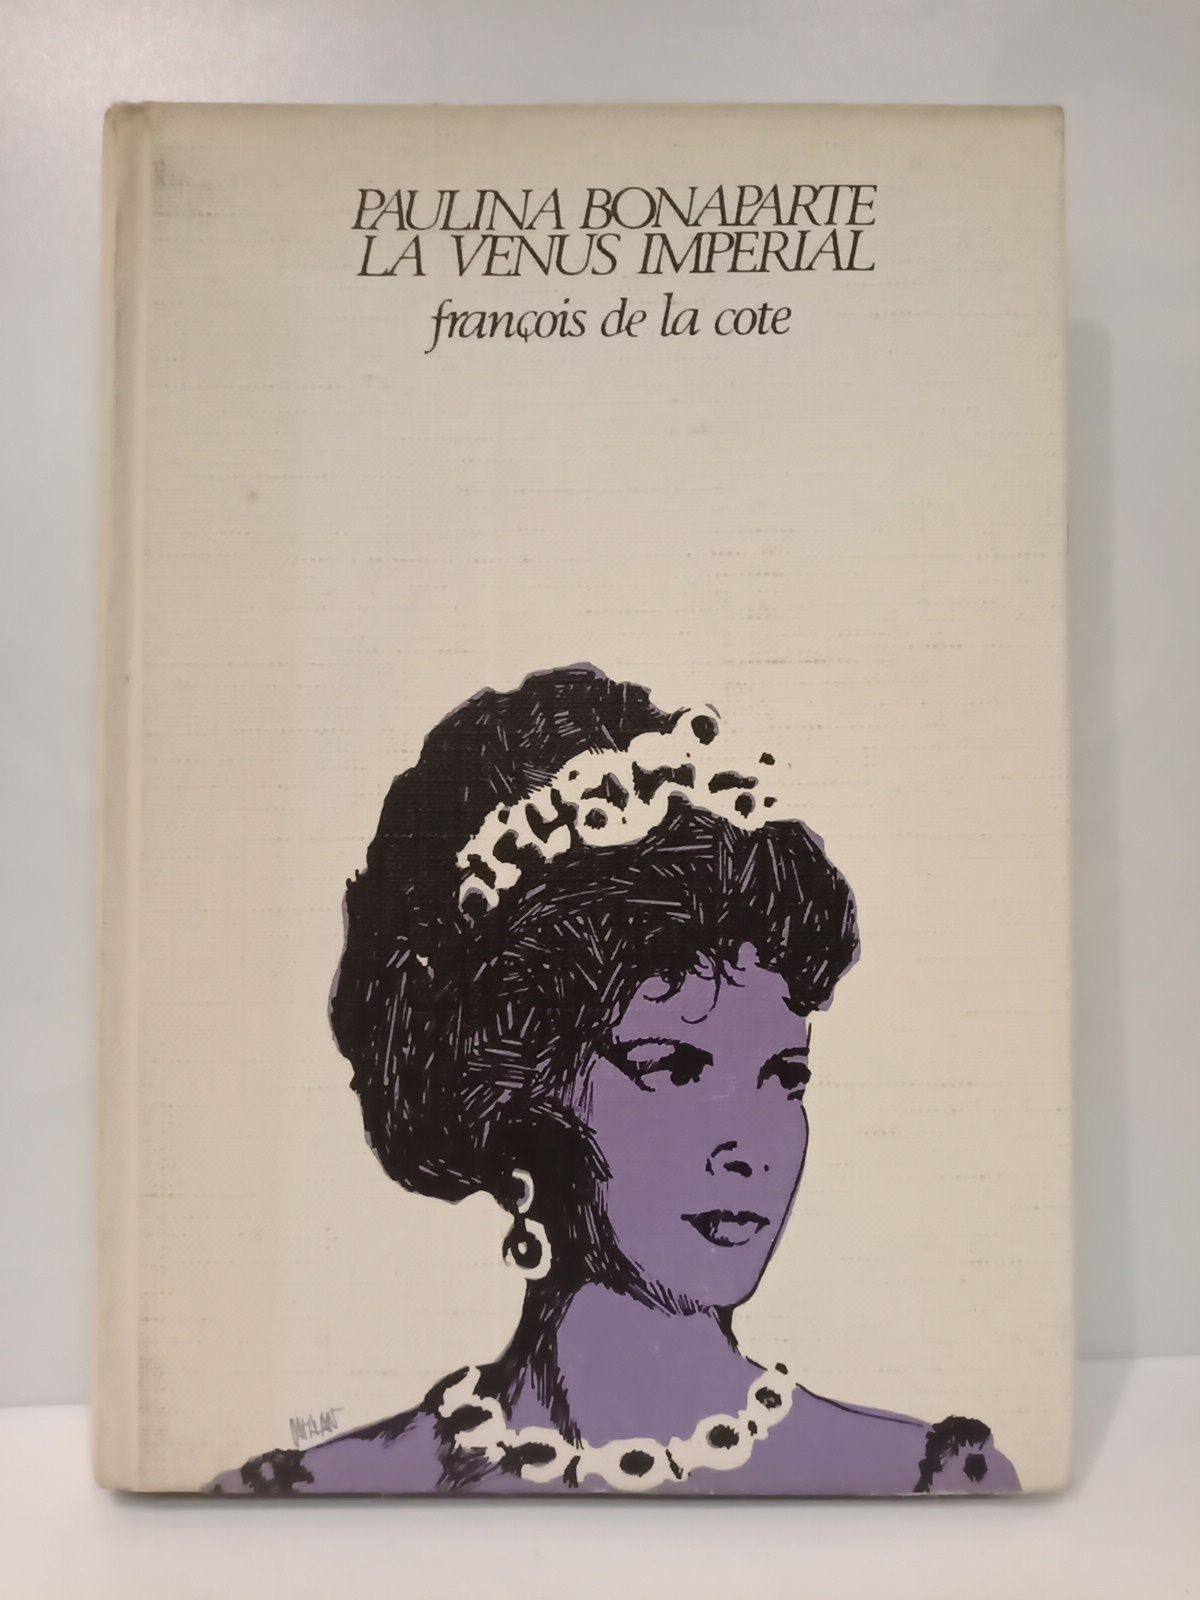 PAULINA BONAPARTE
LA VENUS IMPERIAL
françois de la cote